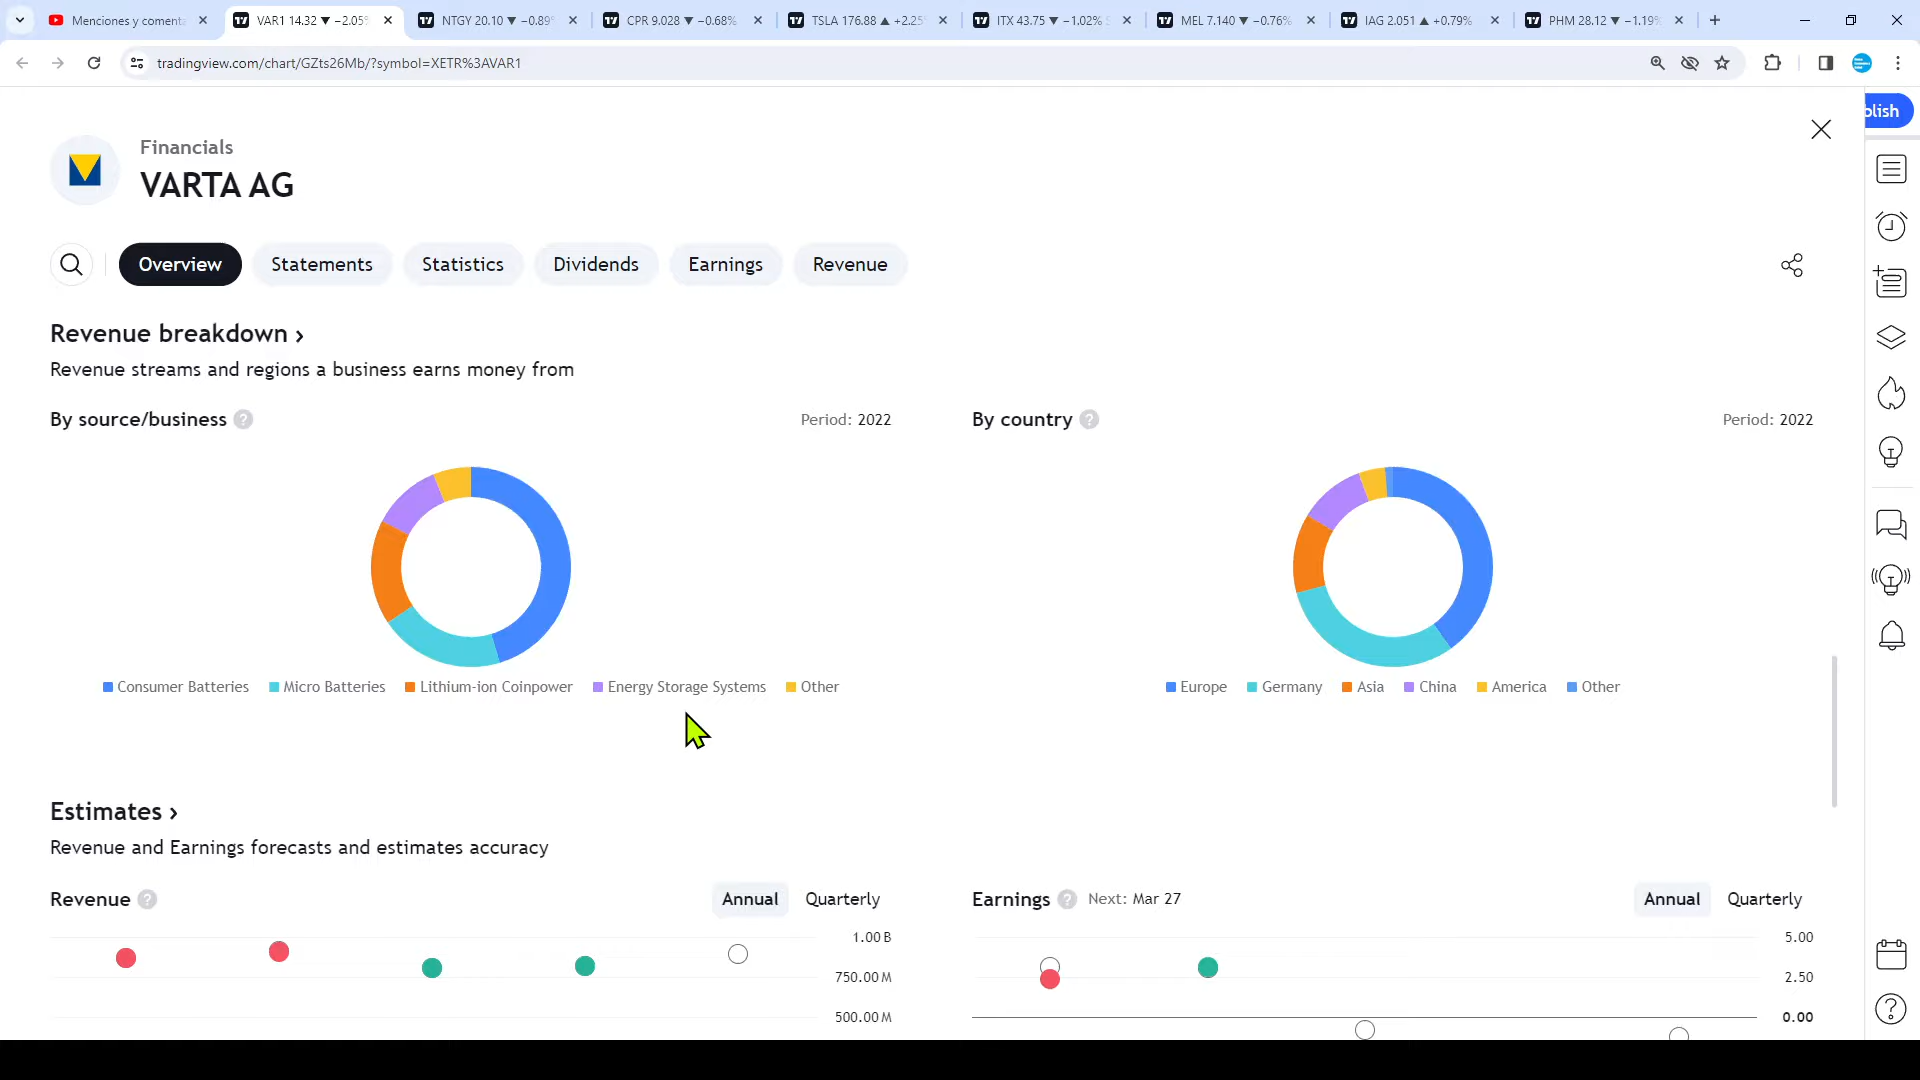 Menciones y comenta
VAR1 14.32 ▼ −2.05%
NTGY 20.10 ▼ −0.89%
CPR 9.028 ▼ −0.68%
TSLA 176.88 ▲ +2.25
ITX 43.75 ▼ −1.02% S
MEL 7.140 ▼ −0.76%
IAG 2.051 ▲ +0.79%
PHM 28.12 ▼ −1.19%
tradingview.com/chart/GZts26Mb/?symbol=XETR%3AVAR1
blish
Financials
VARTA AG
Overview
Statements
Statistics
Dividends
Earnings
Revenue
Revenue breakdown ›
Revenue streams and regions a business earns money from
By source/business ?
Period: 2022
By country ?
Period: 2022
Consumer Batteries Micro Batteries Lithium-ion Coinpower Energy Storage Systems Other
Europe Germany Asia China America Other
Estimates ›
Revenue and Earnings forecasts and estimates accuracy
Revenue ?
Annual Quarterly
Earnings ? Next: Mar 27
Annual Quarterly
1.00 B
750.00 M
500.00 M
5.00
2.50
0.00